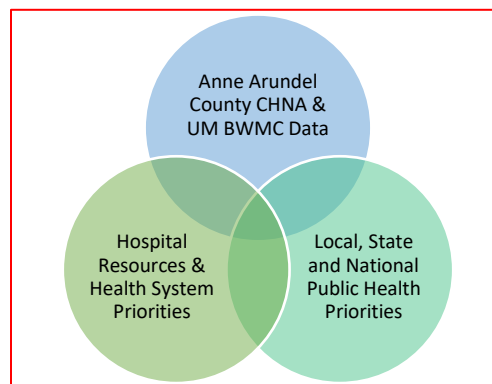 Anne Arundel
County CHNA &
UM BWMC Data
Hospital
Resources &
Health System
Priorities
Local, State
and National
Public Health
Priorities